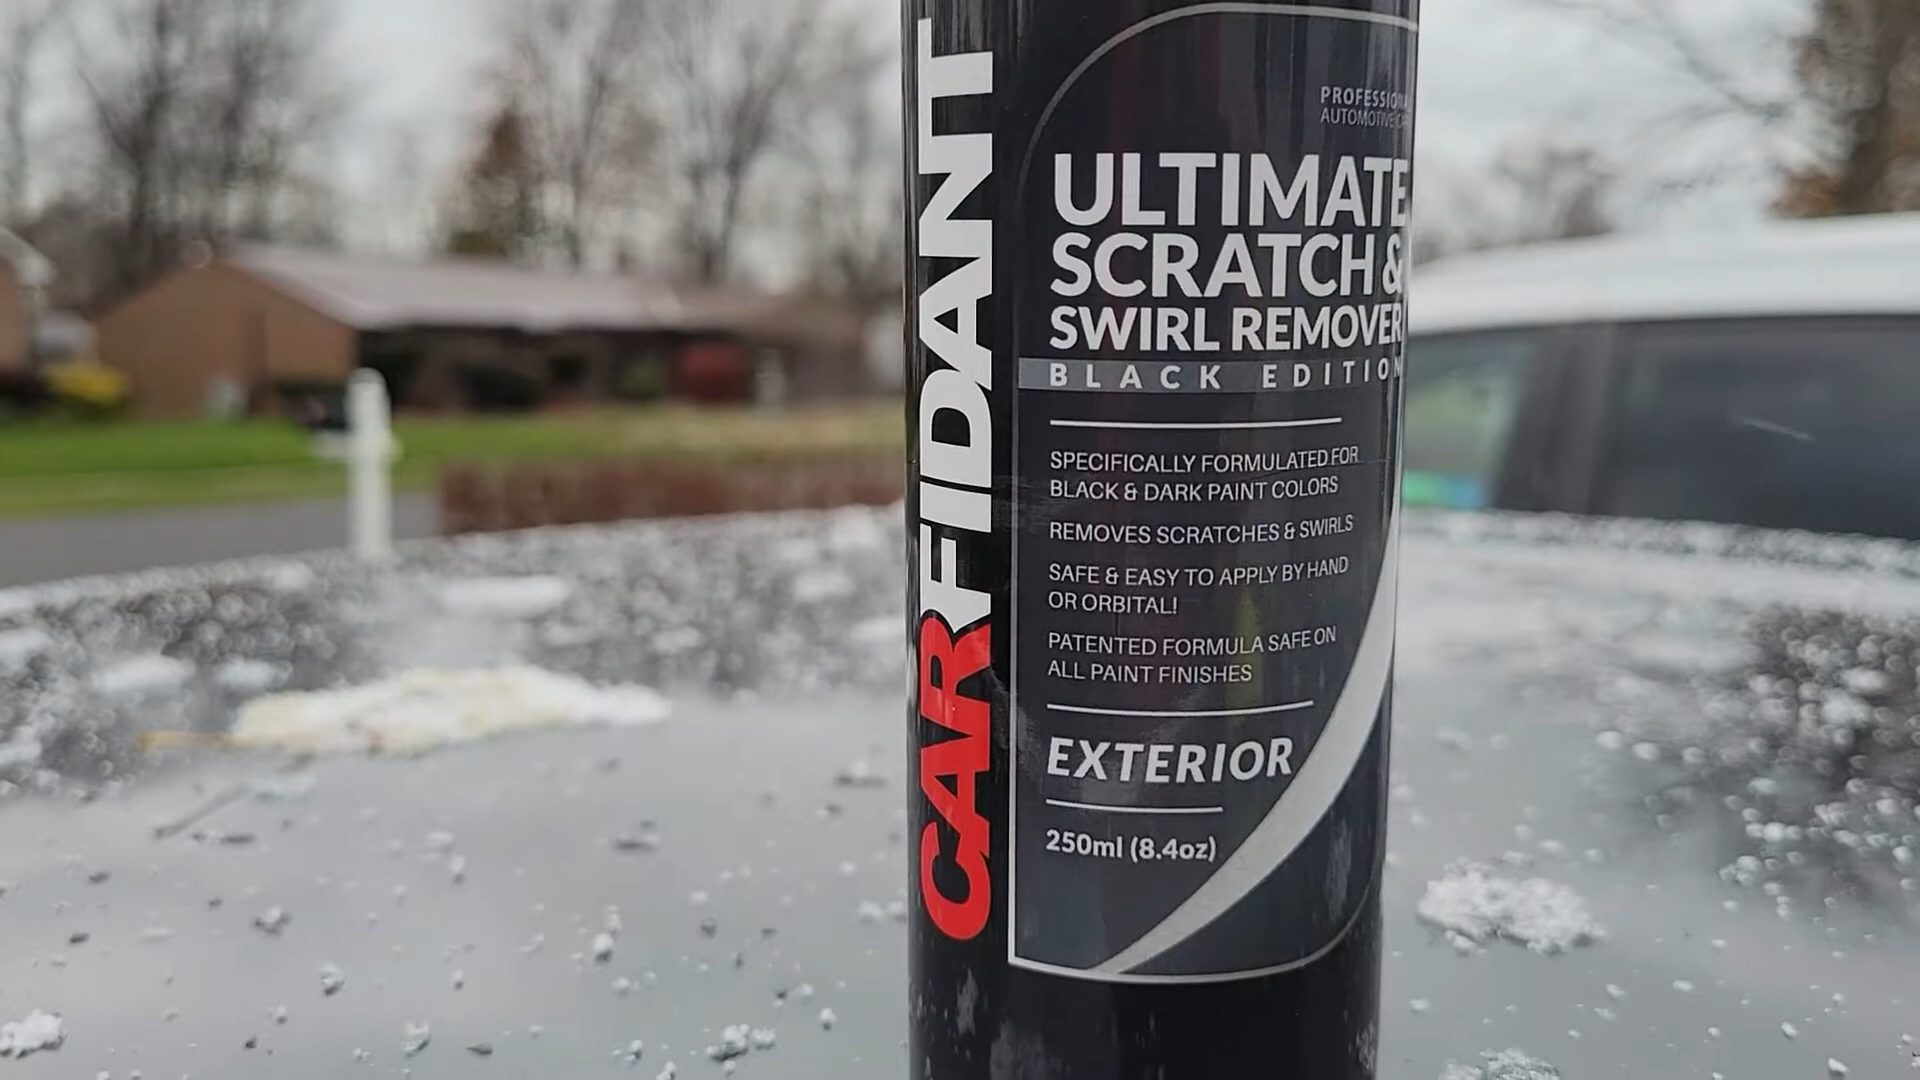 CARFIDANT
PROFESSIONAL
AUTOMOTIVE
ULTIMATE
SCRATCH &
SWIRL REMOVER
BLACK EDITION
SPECIFICALLY FORMULATED FOR
BLACK & DARK PAINT COLORS
REMOVES SCRATCHES & SWIRLS
SAFE & EASY TO APPLY BY HAND
OR ORBITAL!
PATENTED FORMULA SAFE ON
ALL PAINT FINISHES
EXTERIOR
250ml (8.4oz)